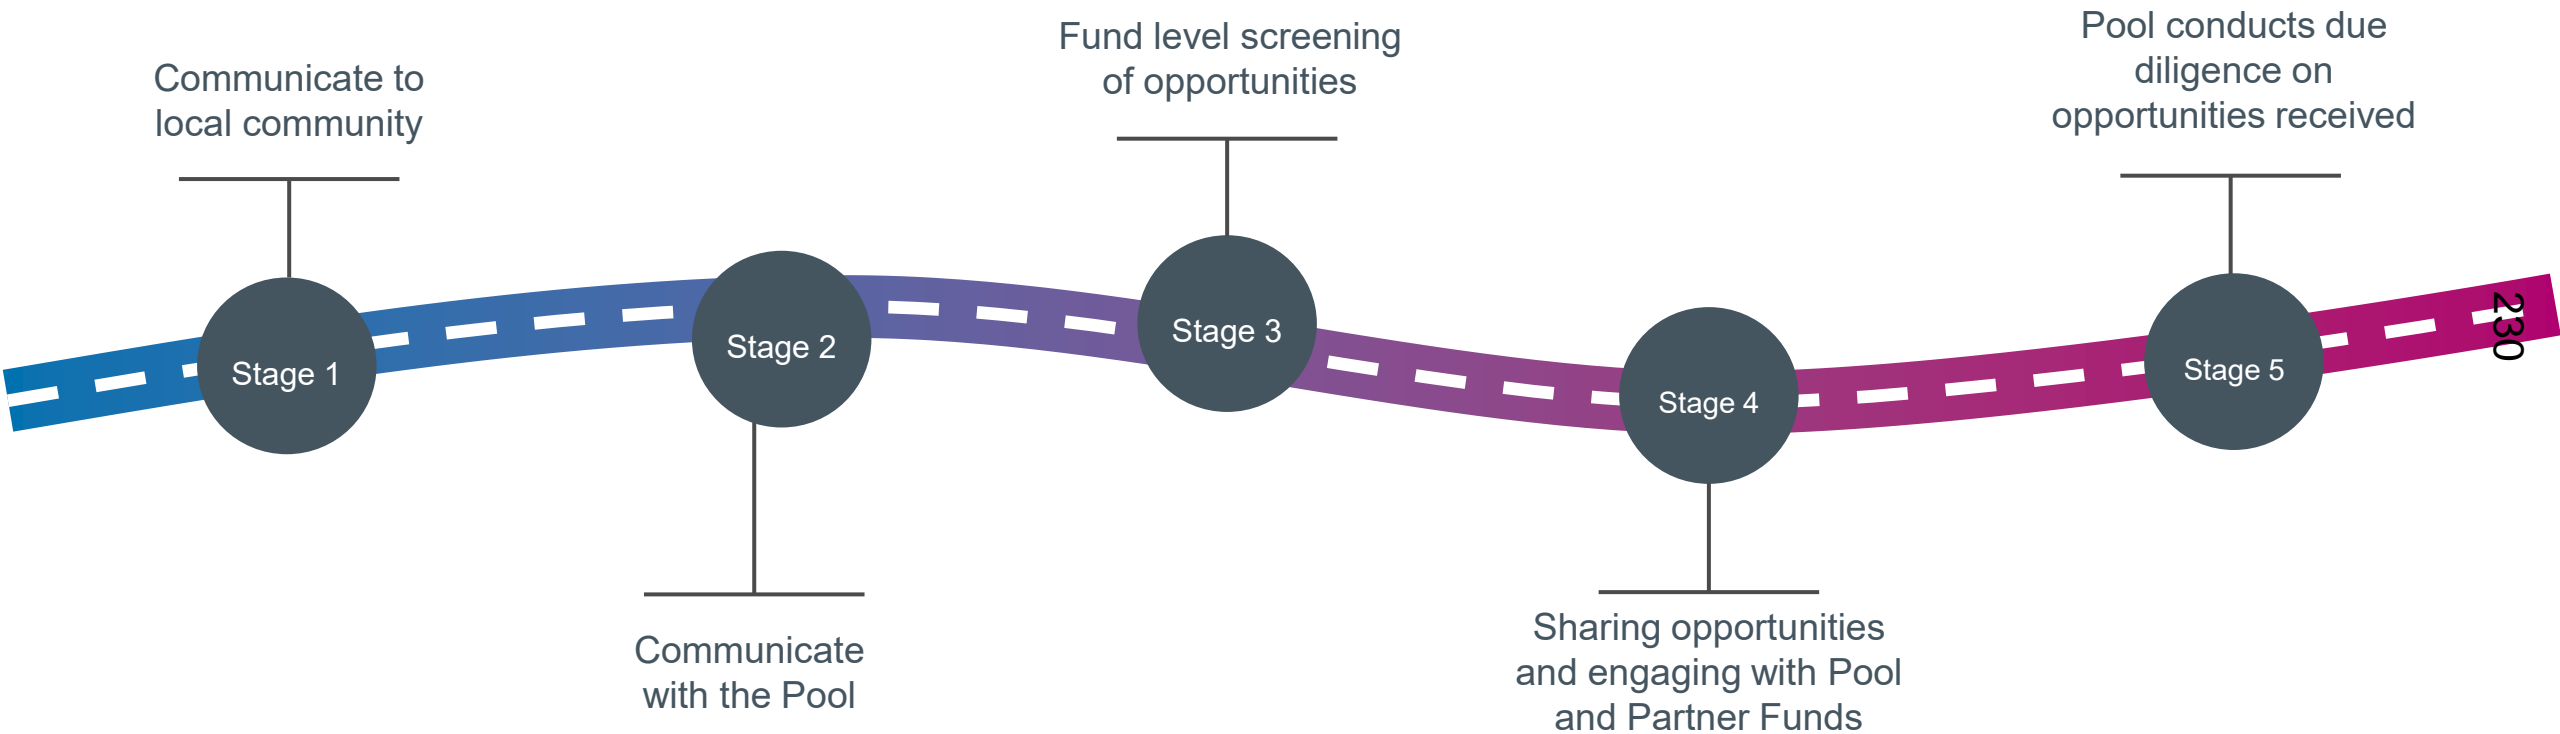 Communicate to
local community
Stage 1
Stage 2
Communicate
with the Pool
Fund level screening
of opportunities
Stage 3
Stage 4
Sharing opportunities
and engaging with Pool
and Partner Funds
Pool conducts due
diligence on
opportunities received
Stage 5
230